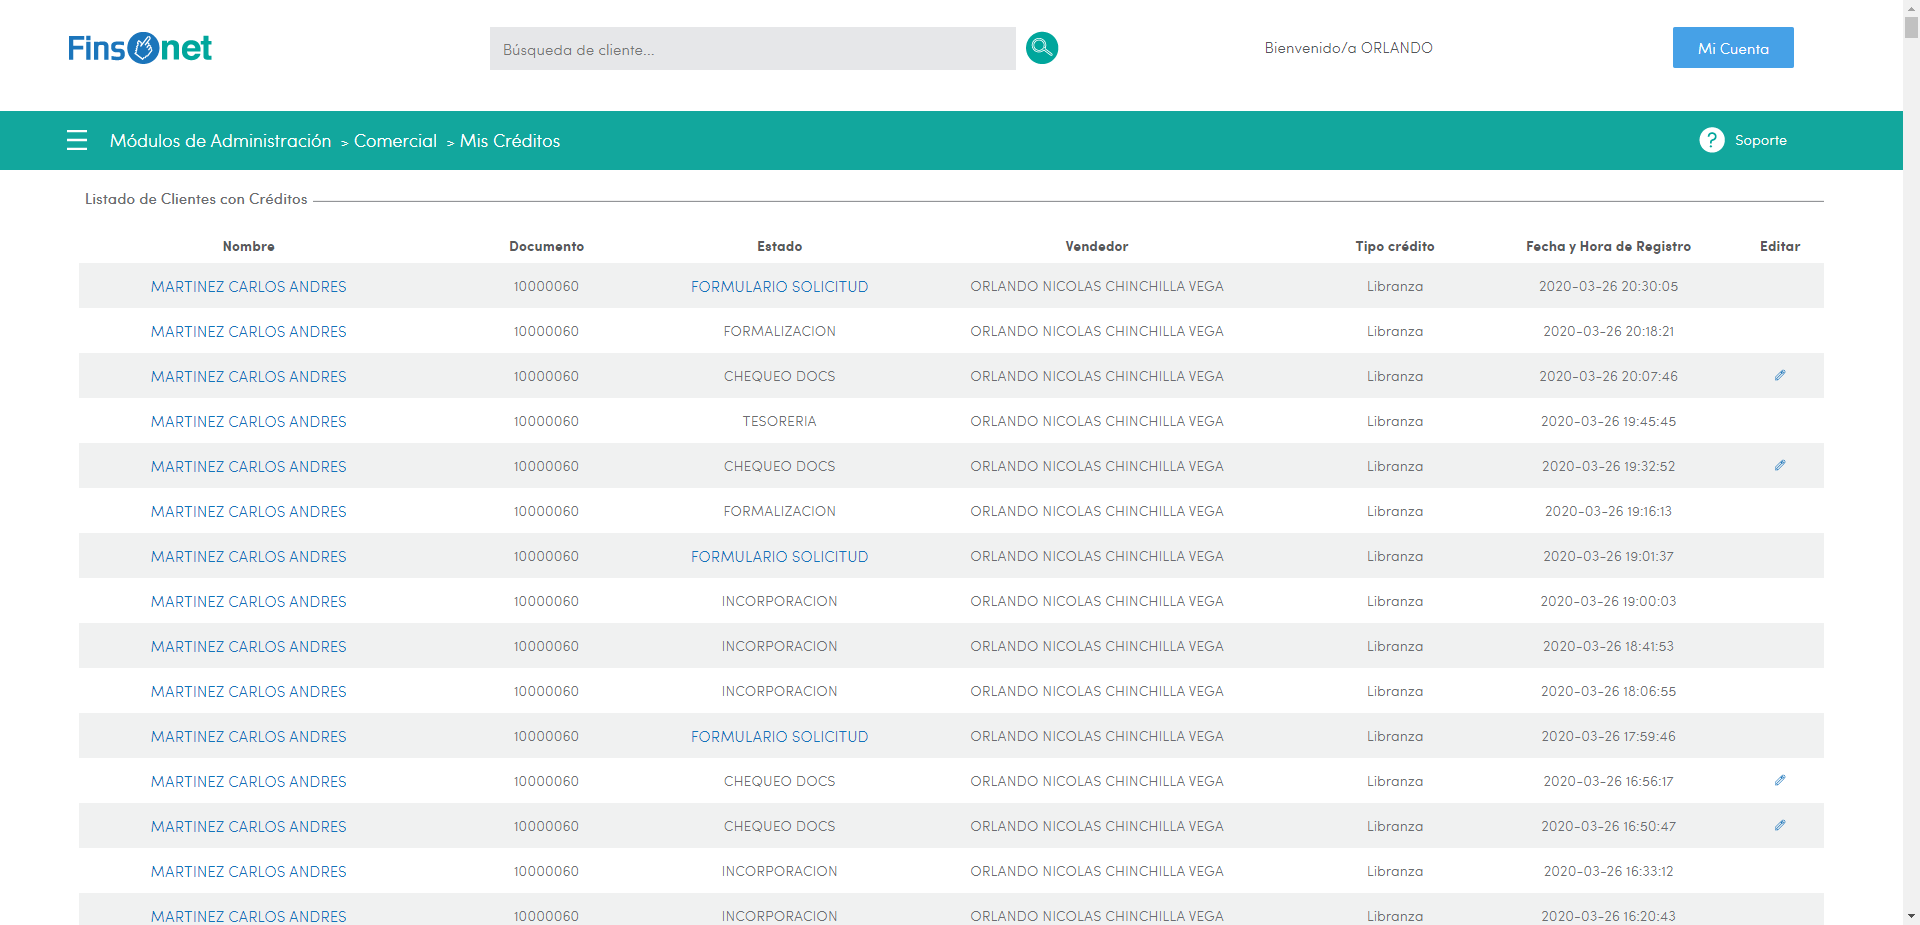 Finsonet
Búsqueda de cliente...
Bienvenido/a ORLANDO
Mi Cuenta
Módulos de Administración > Comercial > Mis Créditos
? Soporte
Listado de Clientes con Créditos
Nombre Documento Estado Vendedor Tipo crédito Fecha y Hora de Registro Editar
MARTINEZ CARLOS ANDRES 10000060 FORMULARIO SOLICITUD ORLANDO NICOLAS CHINCHILLA VEGA Libranza 2020-03-26 20:30:05
MARTINEZ CARLOS ANDRES 10000060 FORMALIZACION ORLANDO NICOLAS CHINCHILLA VEGA Libranza 2020-03-26 20:18:21
MARTINEZ CARLOS ANDRES 10000060 CHEQUEO DOCS ORLANDO NICOLAS CHINCHILLA VEGA Libranza 2020-03-26 20:07:46
MARTINEZ CARLOS ANDRES 10000060 TESORERIA ORLANDO NICOLAS CHINCHILLA VEGA Libranza 2020-03-26 19:45:45
MARTINEZ CARLOS ANDRES 10000060 CHEQUEO DOCS ORLANDO NICOLAS CHINCHILLA VEGA Libranza 2020-03-26 19:32:52
MARTINEZ CARLOS ANDRES 10000060 FORMALIZACION ORLANDO NICOLAS CHINCHILLA VEGA Libranza 2020-03-26 19:16:13
MARTINEZ CARLOS ANDRES 10000060 FORMULARIO SOLICITUD ORLANDO NICOLAS CHINCHILLA VEGA Libranza 2020-03-26 19:01:37
MARTINEZ CARLOS ANDRES 10000060 INCORPORACION ORLANDO NICOLAS CHINCHILLA VEGA Libranza 2020-03-26 19:00:03
MARTINEZ CARLOS ANDRES 10000060 INCORPORACION ORLANDO NICOLAS CHINCHILLA VEGA Libranza 2020-03-26 18:41:53
MARTINEZ CARLOS ANDRES 10000060 INCORPORACION ORLANDO NICOLAS CHINCHILLA VEGA Libranza 2020-03-26 18:06:55
MARTINEZ CARLOS ANDRES 10000060 FORMULARIO SOLICITUD ORLANDO NICOLAS CHINCHILLA VEGA Libranza 2020-03-26 17:59:46
MARTINEZ CARLOS ANDRES 10000060 CHEQUEO DOCS ORLANDO NICOLAS CHINCHILLA VEGA Libranza 2020-03-26 16:56:17
MARTINEZ CARLOS ANDRES 10000060 CHEQUEO DOCS ORLANDO NICOLAS CHINCHILLA VEGA Libranza 2020-03-26 16:50:47
MARTINEZ CARLOS ANDRES 10000060 INCORPORACION ORLANDO NICOLAS CHINCHILLA VEGA Libranza 2020-03-26 16:33:12
MARTINEZ CARLOS ANDRES 10000060 INCORPORACION ORLANDO NICOLAS CHINCHILLA VEGA Libranza 2020-03-26 16:20:43